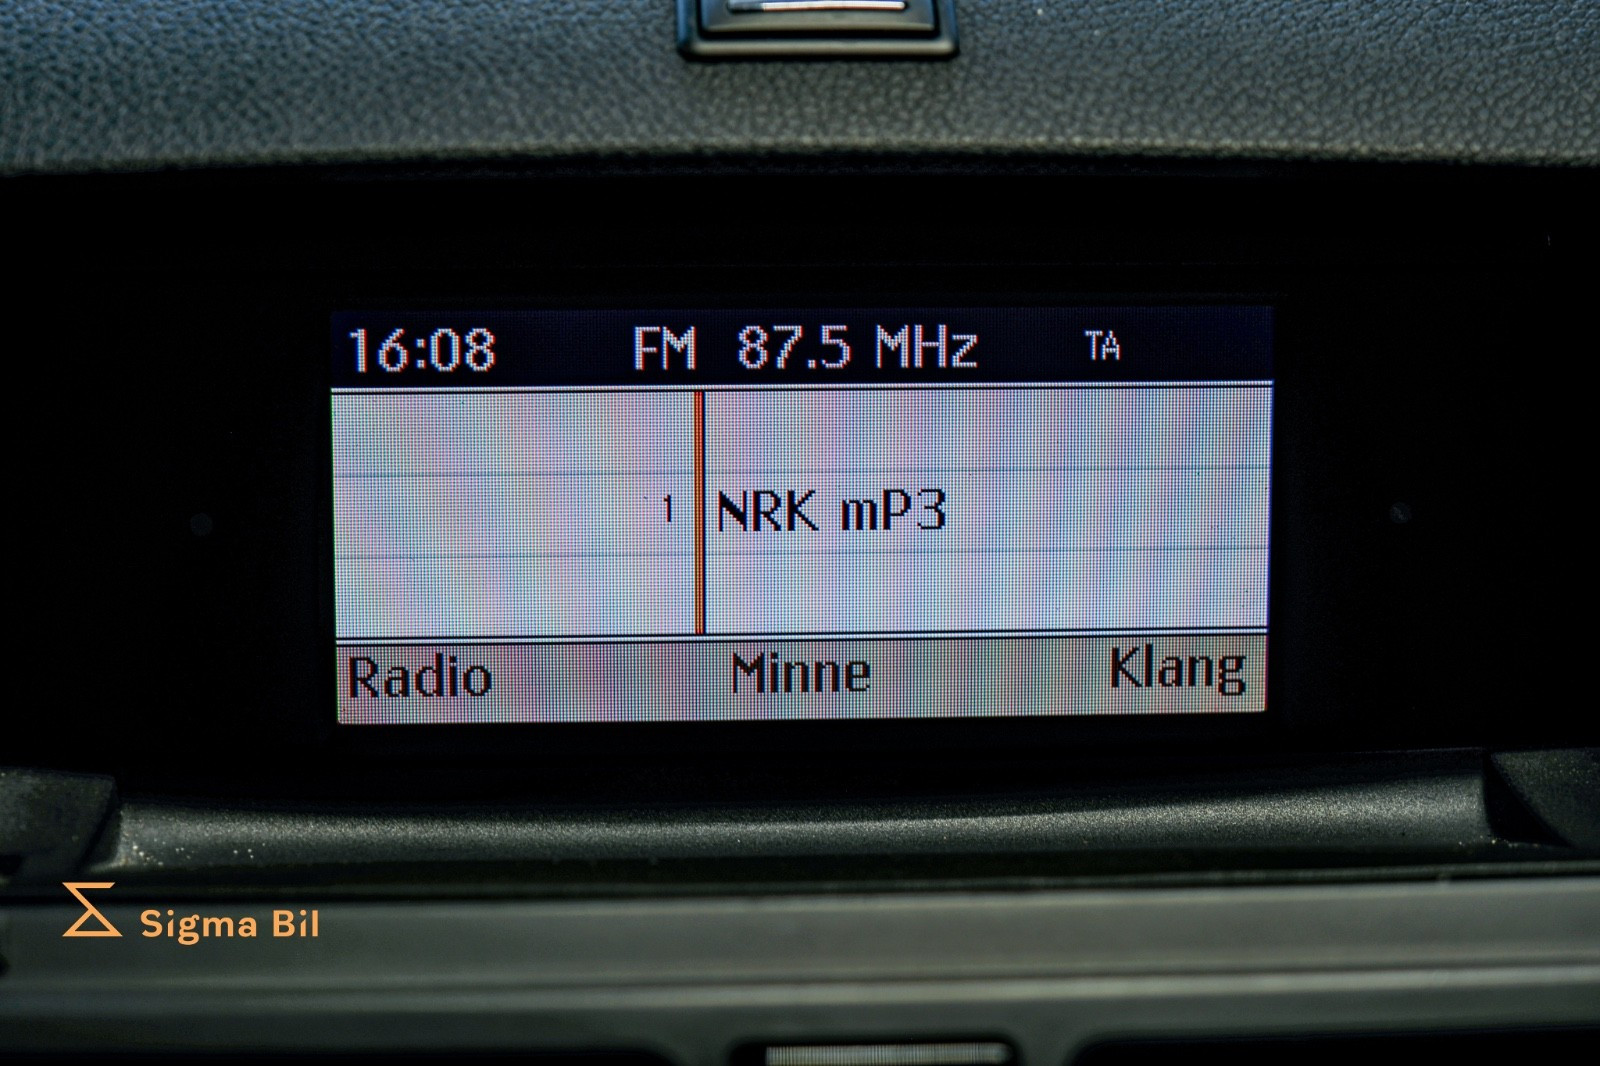 16:08 FM 87.5 MHz TA
1 NRK mP3
Radio Minne Klang
Sigma Bil